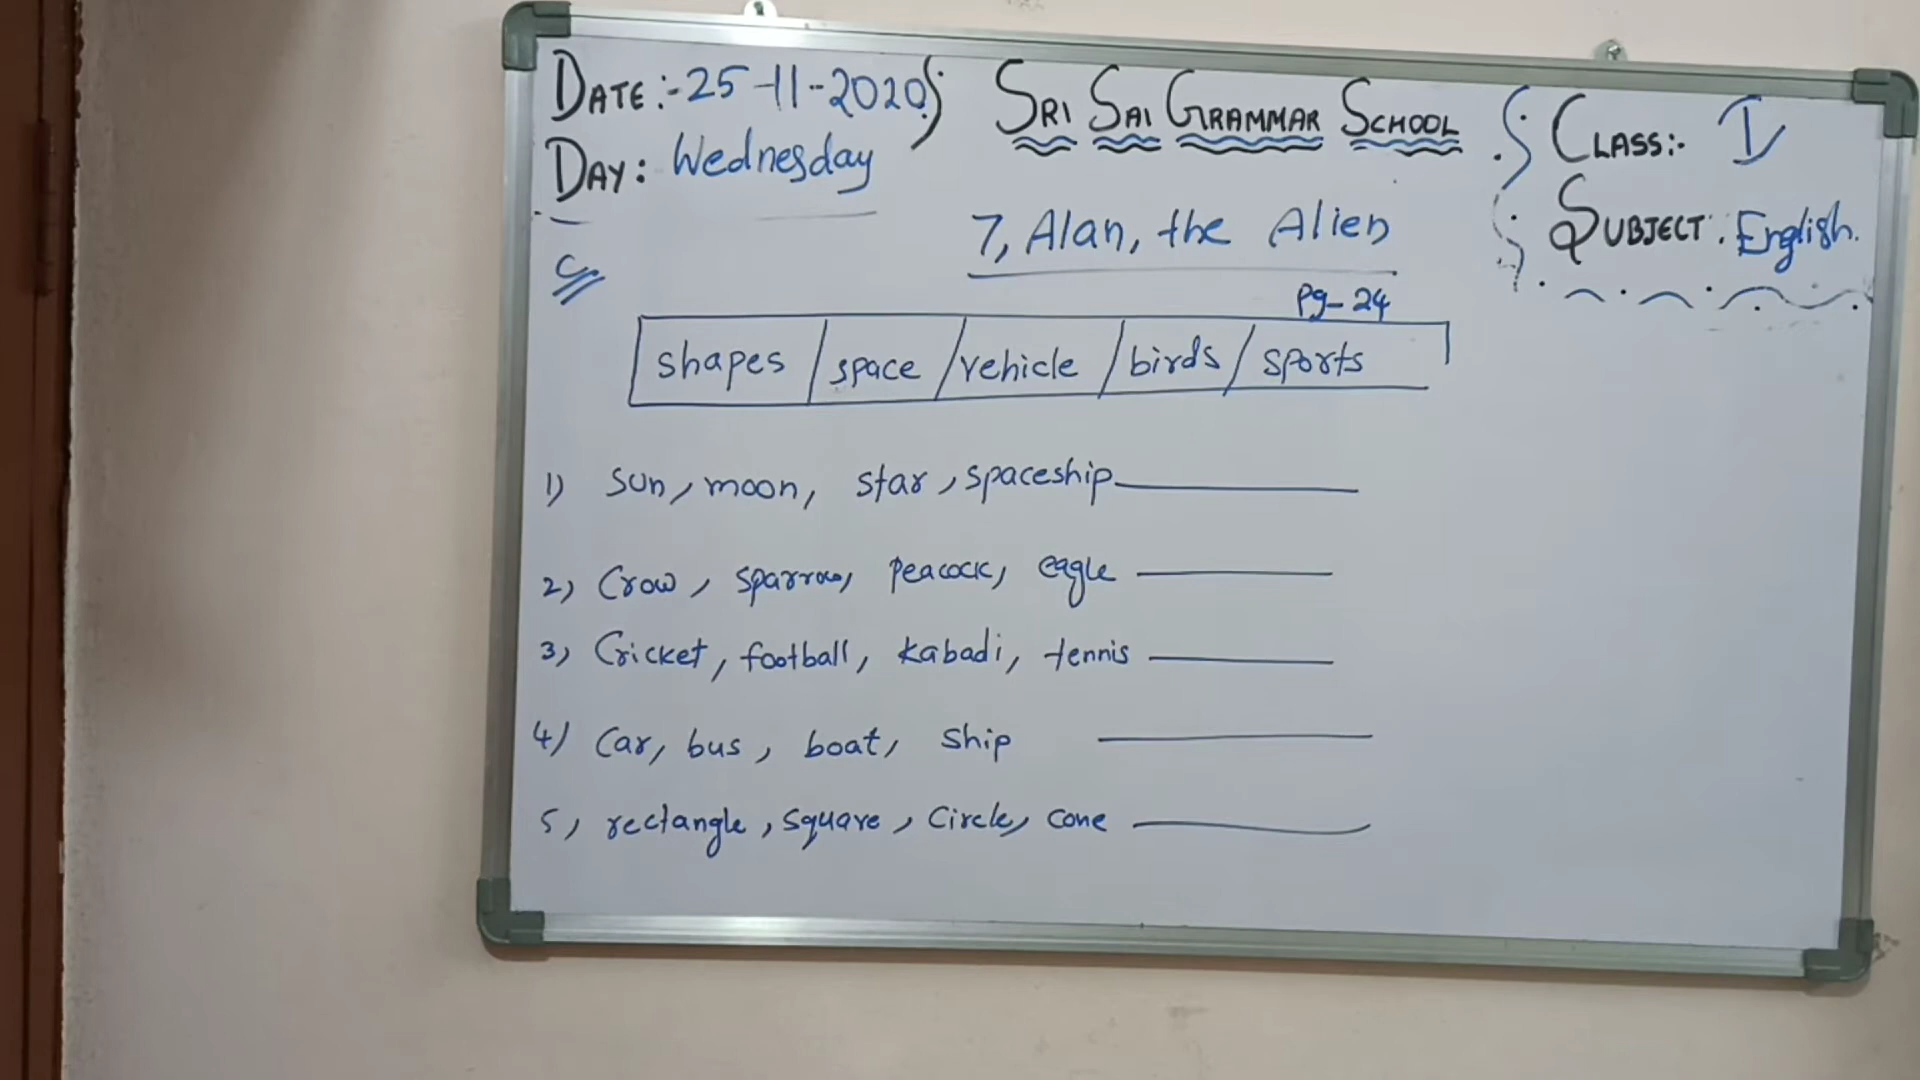 DATE:-25-11-2020
DAY: Wednesday
SRI SAI GRAMMAR SCHOOL
CLASS:- I
SUBJECT: English.
7, Alan, the Alien
C
Pg-24
shapes / space / vehicle / birds / sports
1) Sun, moon, star, spaceship
2) Crow, sparrow, peacock, eagle
3) Cricket, football, kabadi, tennis
4) Car, bus, boat, ship
5, rectangle, square, circle, cone